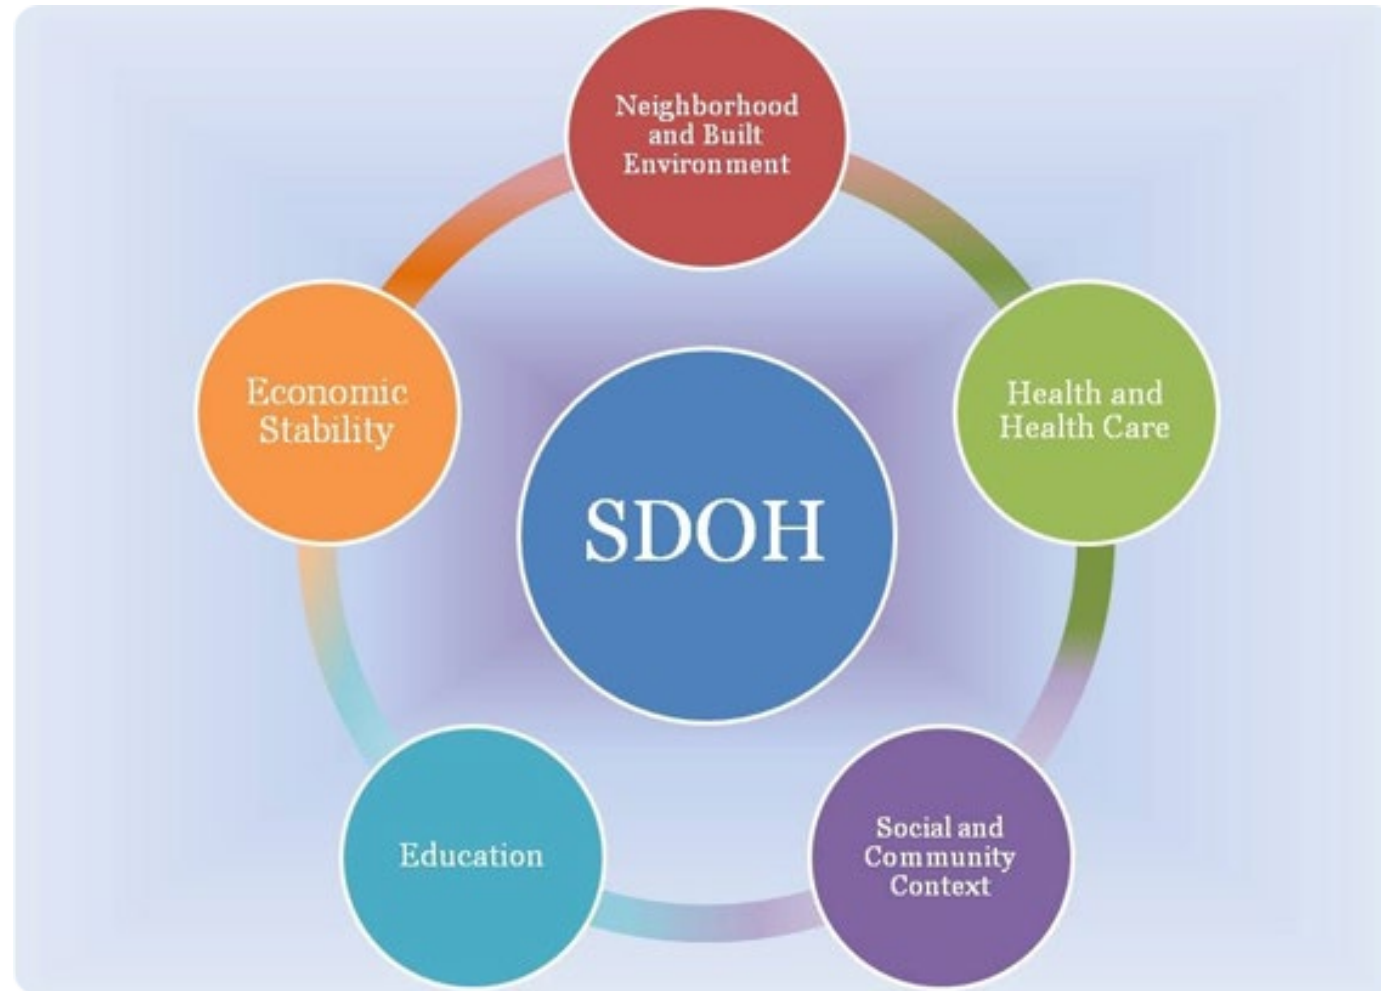 Neighborhood
and Built
Environment
Economic
Stability
Health and
Health Care
SDOH
Education
Social and
Community
Context